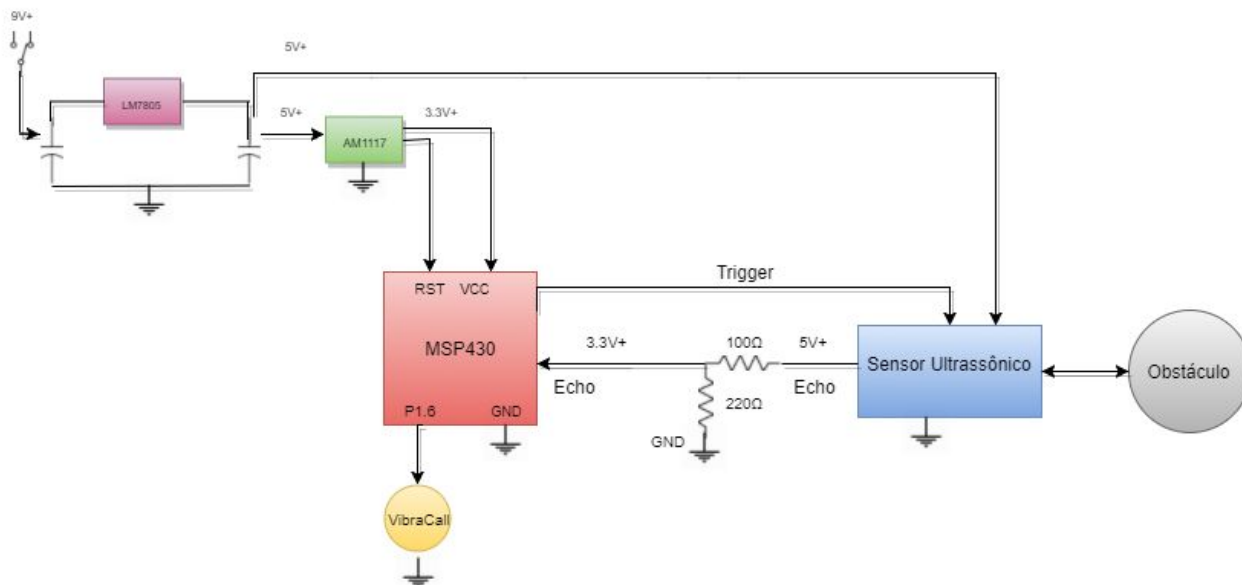 9V+
5V+
LM7805
5V+
3.3V+
AM1117
RST VCC
Trigger
MSP430
3.3V+
100Ω
5V+
Sensor Ultrassônico
Obstáculo
Echo
Echo
220Ω
P1.6
GND
GND
VibraCall